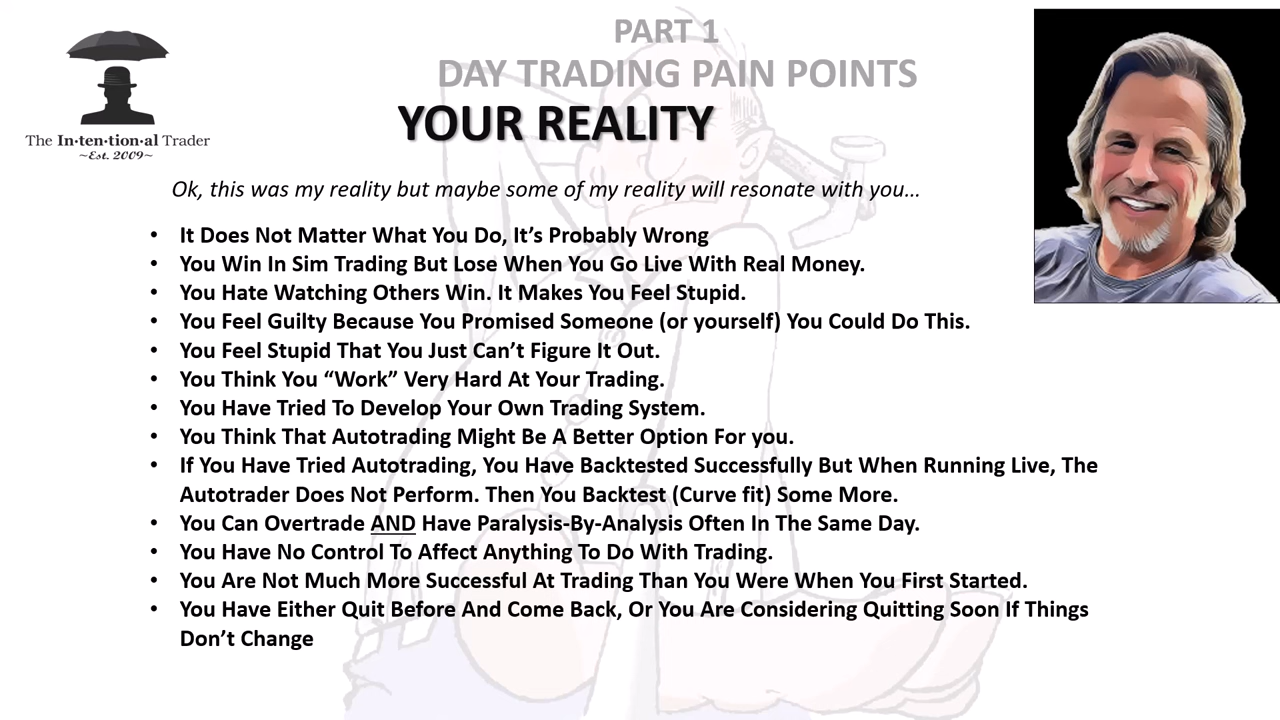 PART 1
DAY TRADING PAIN POINTS
YOUR REALITY
The In·ten·tion·al Trader
~Est. 2009~
Ok, this was my reality but maybe some of my reality will resonate with you…
• It Does Not Matter What You Do, It’s Probably Wrong
• You Win In Sim Trading But Lose When You Go Live With Real Money.
• You Hate Watching Others Win. It Makes You Feel Stupid.
• You Feel Guilty Because You Promised Someone (or yourself) You Could Do This.
• You Feel Stupid That You Just Can’t Figure It Out.
• You Think You “Work” Very Hard At Your Trading.
• You Have Tried To Develop Your Own Trading System.
• You Think That Autotrading Might Be A Better Option For you.
• If You Have Tried Autotrading, You Have Backtested Successfully But When Running Live, The
Autotrader Does Not Perform. Then You Backtest (Curve fit) Some More.
• You Can Overtrade AND Have Paralysis-By-Analysis Often In The Same Day.
• You Have No Control To Affect Anything To Do With Trading.
• You Are Not Much More Successful At Trading Than You Were When You First Started.
• You Have Either Quit Before And Come Back, Or You Are Considering Quitting Soon If Things
Don’t Change